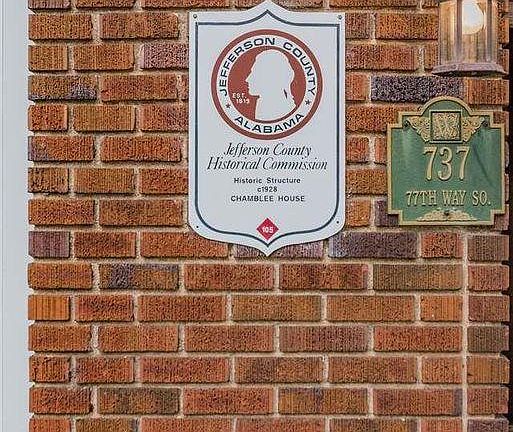 JEFFERSON COUNTY
EST.
1819
ALABAMA
Jefferson County
Historical Commission
Historic Structure
c1928
CHAMBLEE HOUSE
105
737
77TH WAY SO.